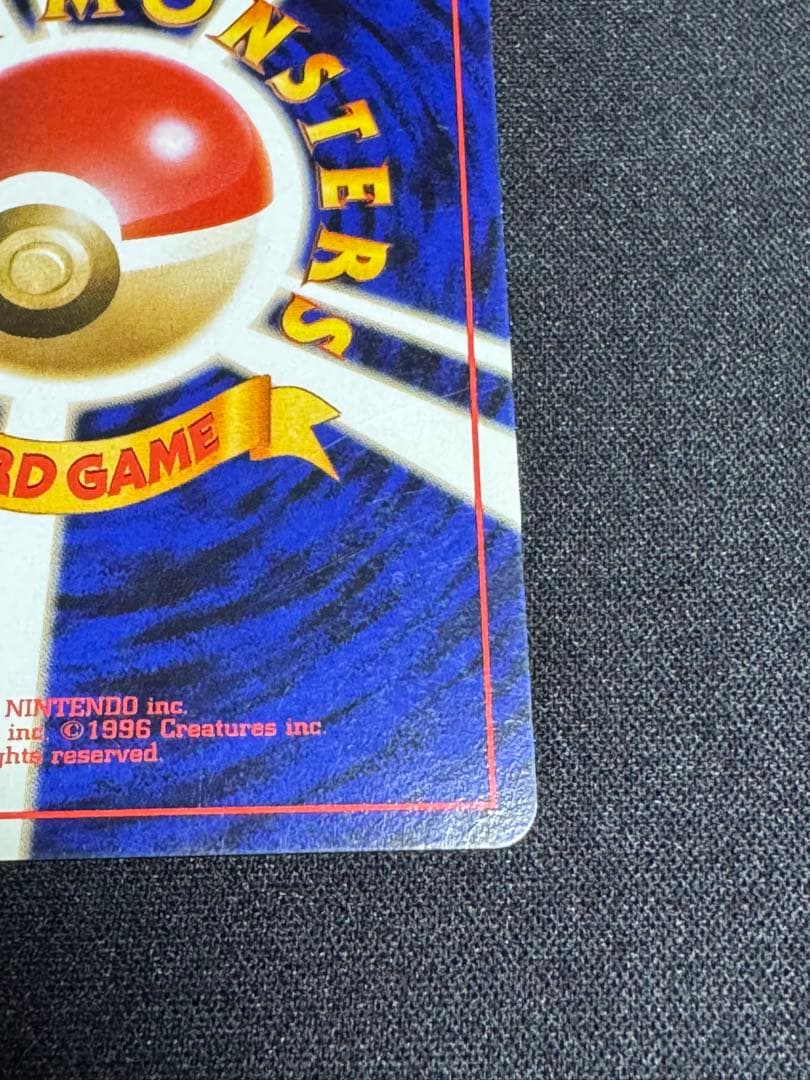 MONSTERS
RD GAME
NINTENDO inc.
inc. ©1996 Creatures inc.
ghts reserved.